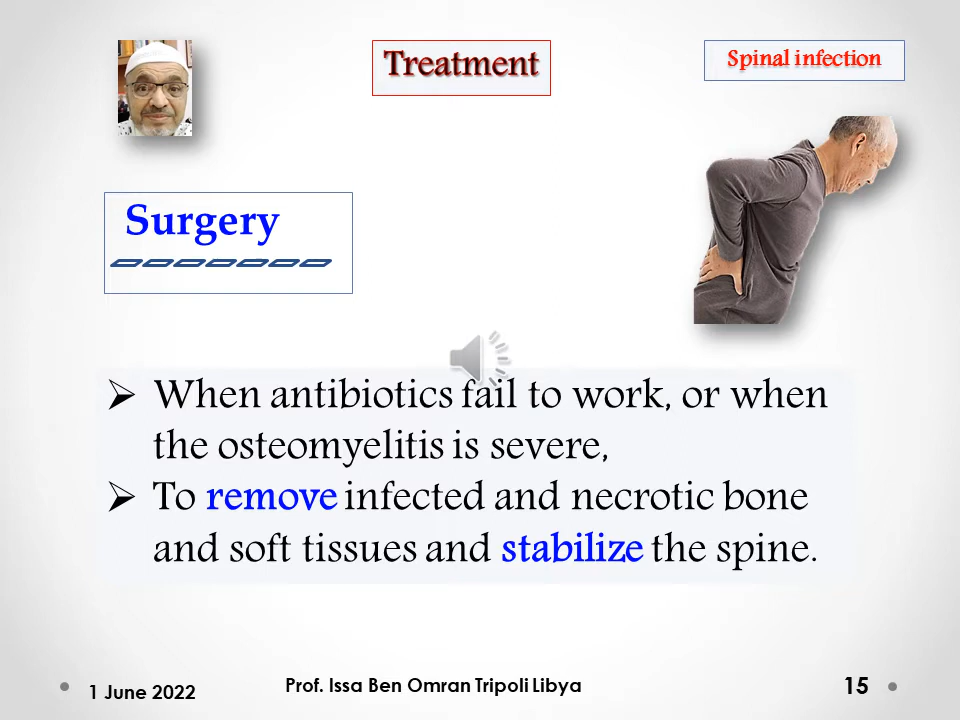 Treatment
Spinal infection
Surgery
➢ When antibiotics fail to work, or when
the osteomyelitis is severe,
➢ To remove infected and necrotic bone
and soft tissues and stabilize the spine.
1 June 2022
Prof. Issa Ben Omran Tripoli Libya
15